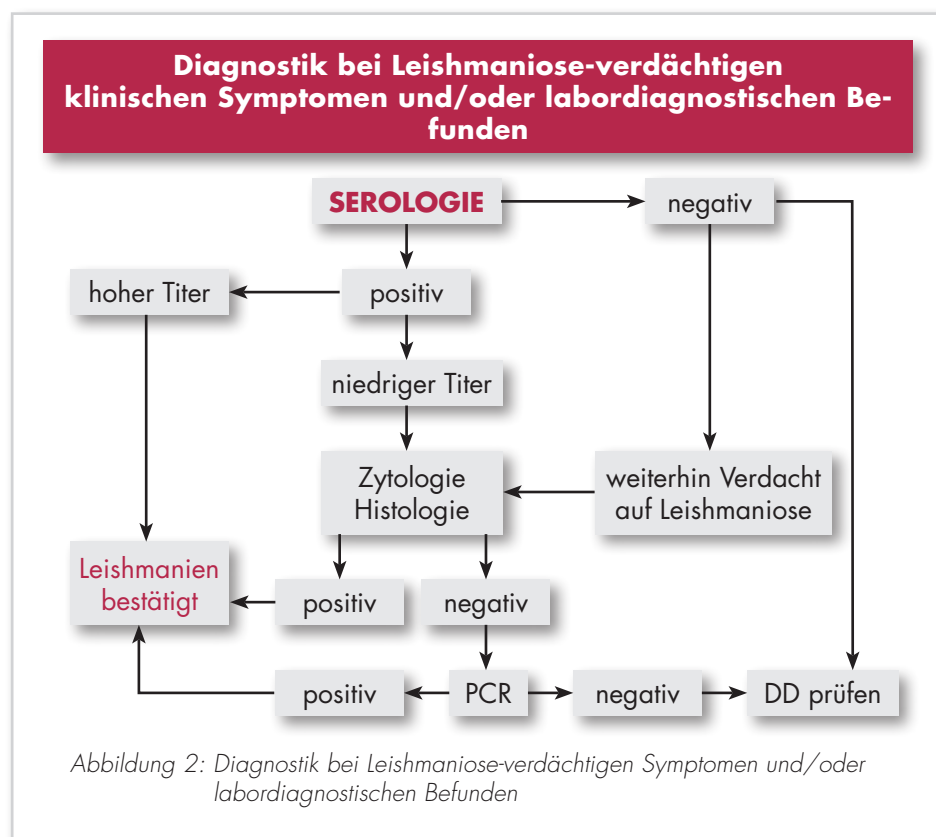 Diagnostik bei Leishmaniose-verdächtigen
klinischen Symptomen und/oder labordiagnostischen Be-
funden
SEROLOGIE
negativ
hoher Titer
positiv
niedriger Titer
Zytologie
Histologie
weiterhin Verdacht
auf Leishmaniose
Leishmanien
bestätigt
positiv
negativ
positiv
PCR
negativ
DD prüfen
Abbildung 2: Diagnostik bei Leishmaniose-verdächtigen Symptomen und/oder
labordiagnostischen Befunden